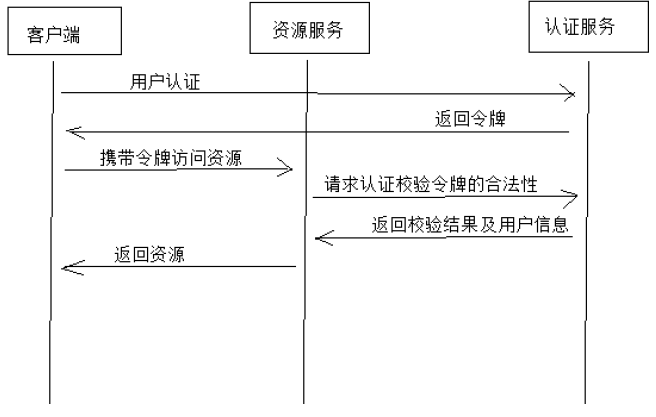 客户端
资源服务
认证服务
用户认证
返回令牌
携带令牌访问资源
请求认证校验令牌的合法性
返回校验结果及用户信息
返回资源